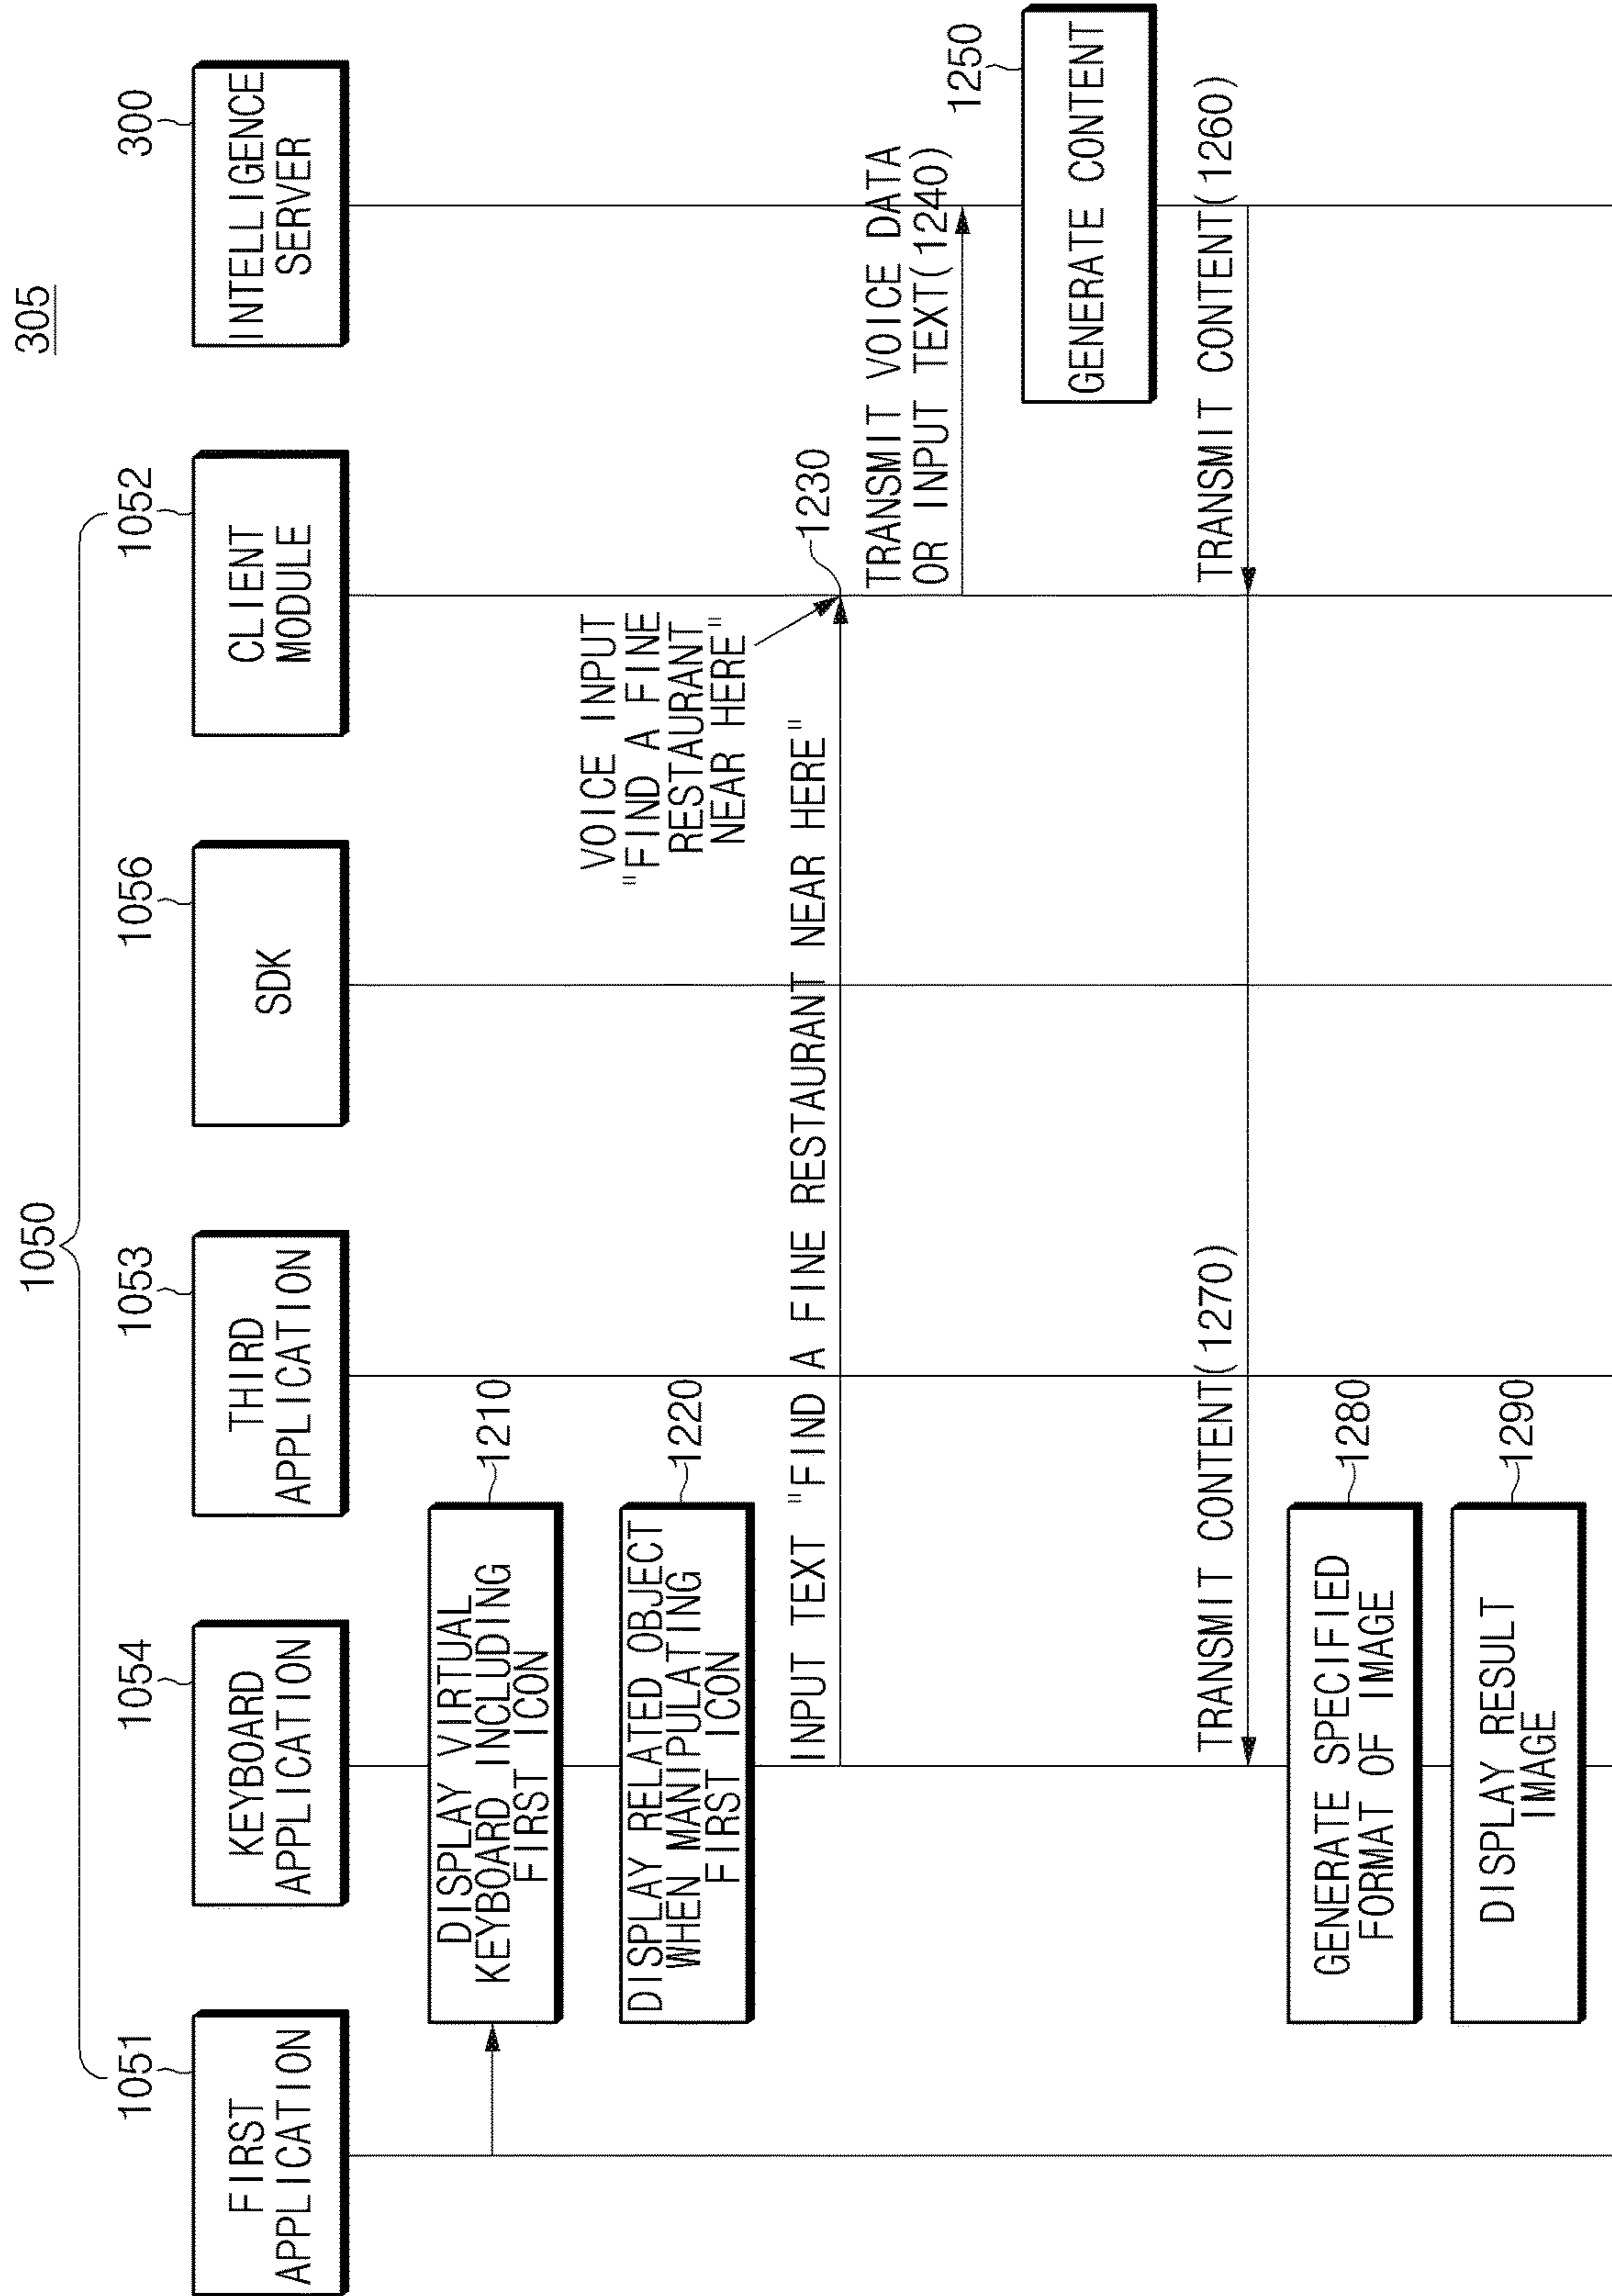 305
1050
1051
1054
1053
1056
1052
300
FIRST
APPLICATION
KEYBOARD
APPLICATION
THIRD
APPLICATION
SDK
CLIENT
MODULE
INTELLIGENCE
SERVER
DISPLAY VIRTUAL
KEYBOARD INCLUDING
FIRST ICON
1210
DISPLAY RELATED OBJECT
WHEN MANIPULATING
FIRST ICON
1220
VOICE INPUT
"FIND A FINE
RESTAURANT
NEAR HERE"
INPUT TEXT "FIND A FINE RESTAURANT NEAR HERE"
1230
TRANSMIT VOICE DATA
OR INPUT TEXT(1240)
1250
GENERATE CONTENT
TRANSMIT CONTENT(1260)
TRANSMIT CONTENT(1270)
GENERATE SPECIFIED
FORMAT OF IMAGE
1280
DISPLAY RESULT
IMAGE
1290